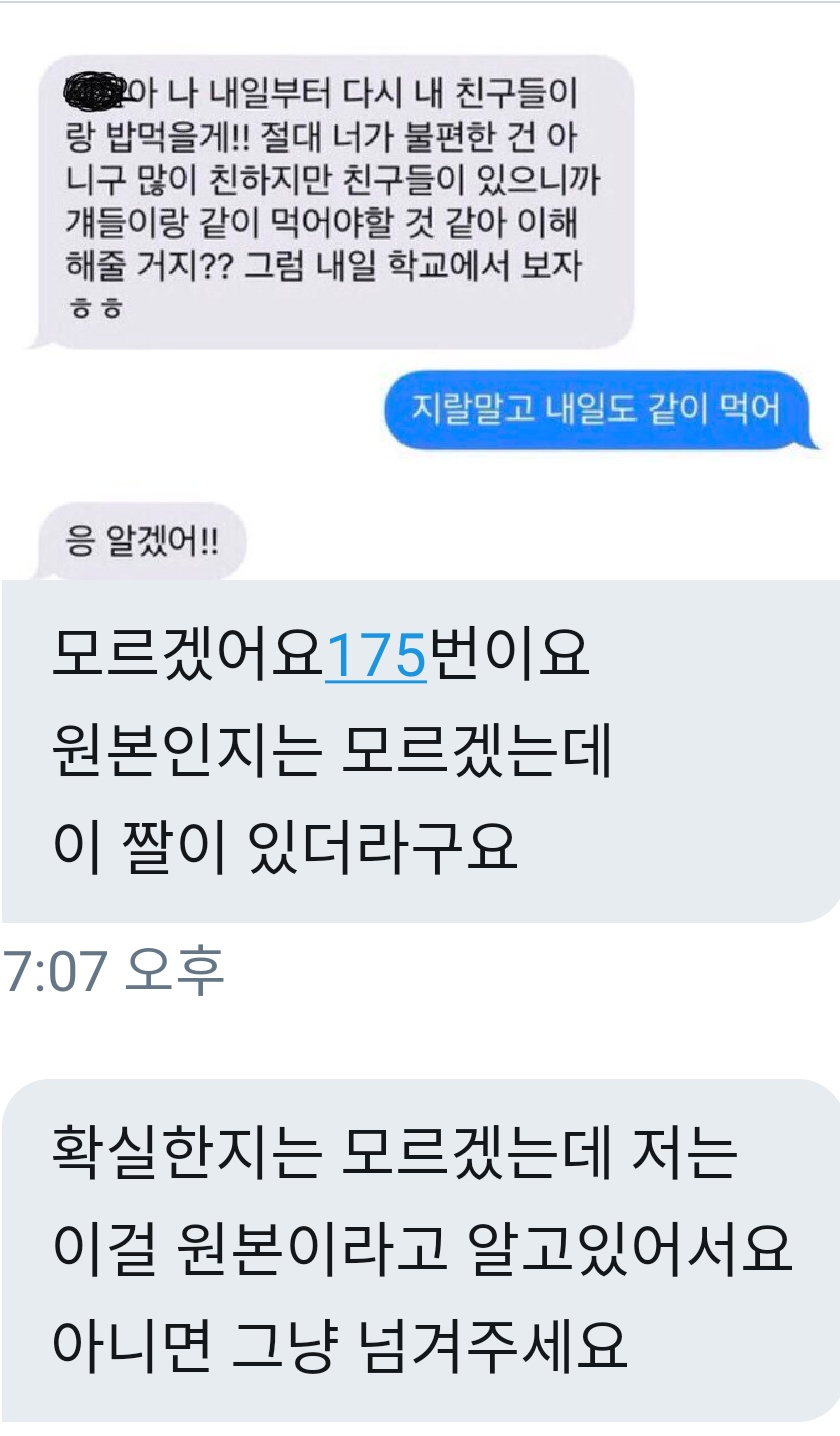 아 나 내일부터 다시 내 친구들이
랑 밥먹을게!! 절대 너가 불편한 건 아
니구 많이 친하지만 친구들이 있으니까
걔들이랑 같이 먹어야할 것 같아 이해
해줄 거지?? 그럼 내일 학교에서 보자
ㅎㅎ
지랄말고 내일도 같이 먹어
응 알겠어!!
모르겠어요175번이요
원본인지는 모르겠는데
이 짤이 있더라구요
7:07 오후
확실한지는 모르겠는데 저는
이걸 원본이라고 알고있어서요
아니면 그냥 넘겨주세요